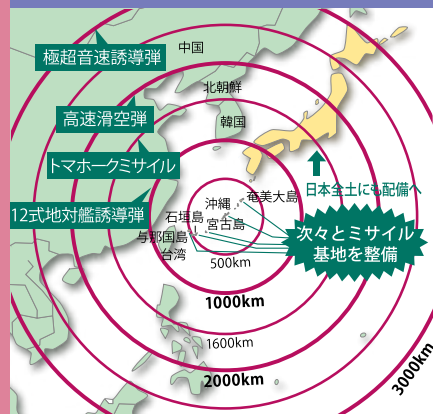 極超音速誘導弾
中国
北朝鮮
高速滑空弾
韓国
トマホークミサイル
日本全土にも配備へ
奄美大島
沖縄
12式地対艦誘導弾
石垣島
宮古島
与那国島
台湾
次々とミサイル
基地を整備
500km
1000km
1600km
2000km
3000km